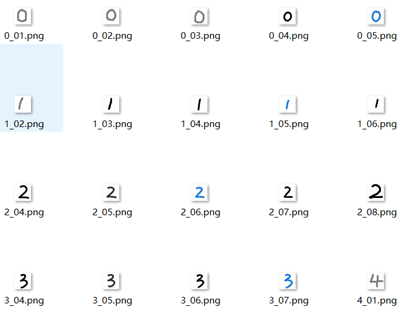 0 0 0 0 0
0_01.png 0_02.png 0_03.png 0_04.png 0_05.png
1 1 1 1 1
1_02.png 1_03.png 1_04.png 1_05.png 1_06.png
2 2 2 2 2
2_04.png 2_05.png 2_06.png 2_07.png 2_08.png
3 3 3 3 4
3_04.png 3_05.png 3_06.png 3_07.png 4_01.png